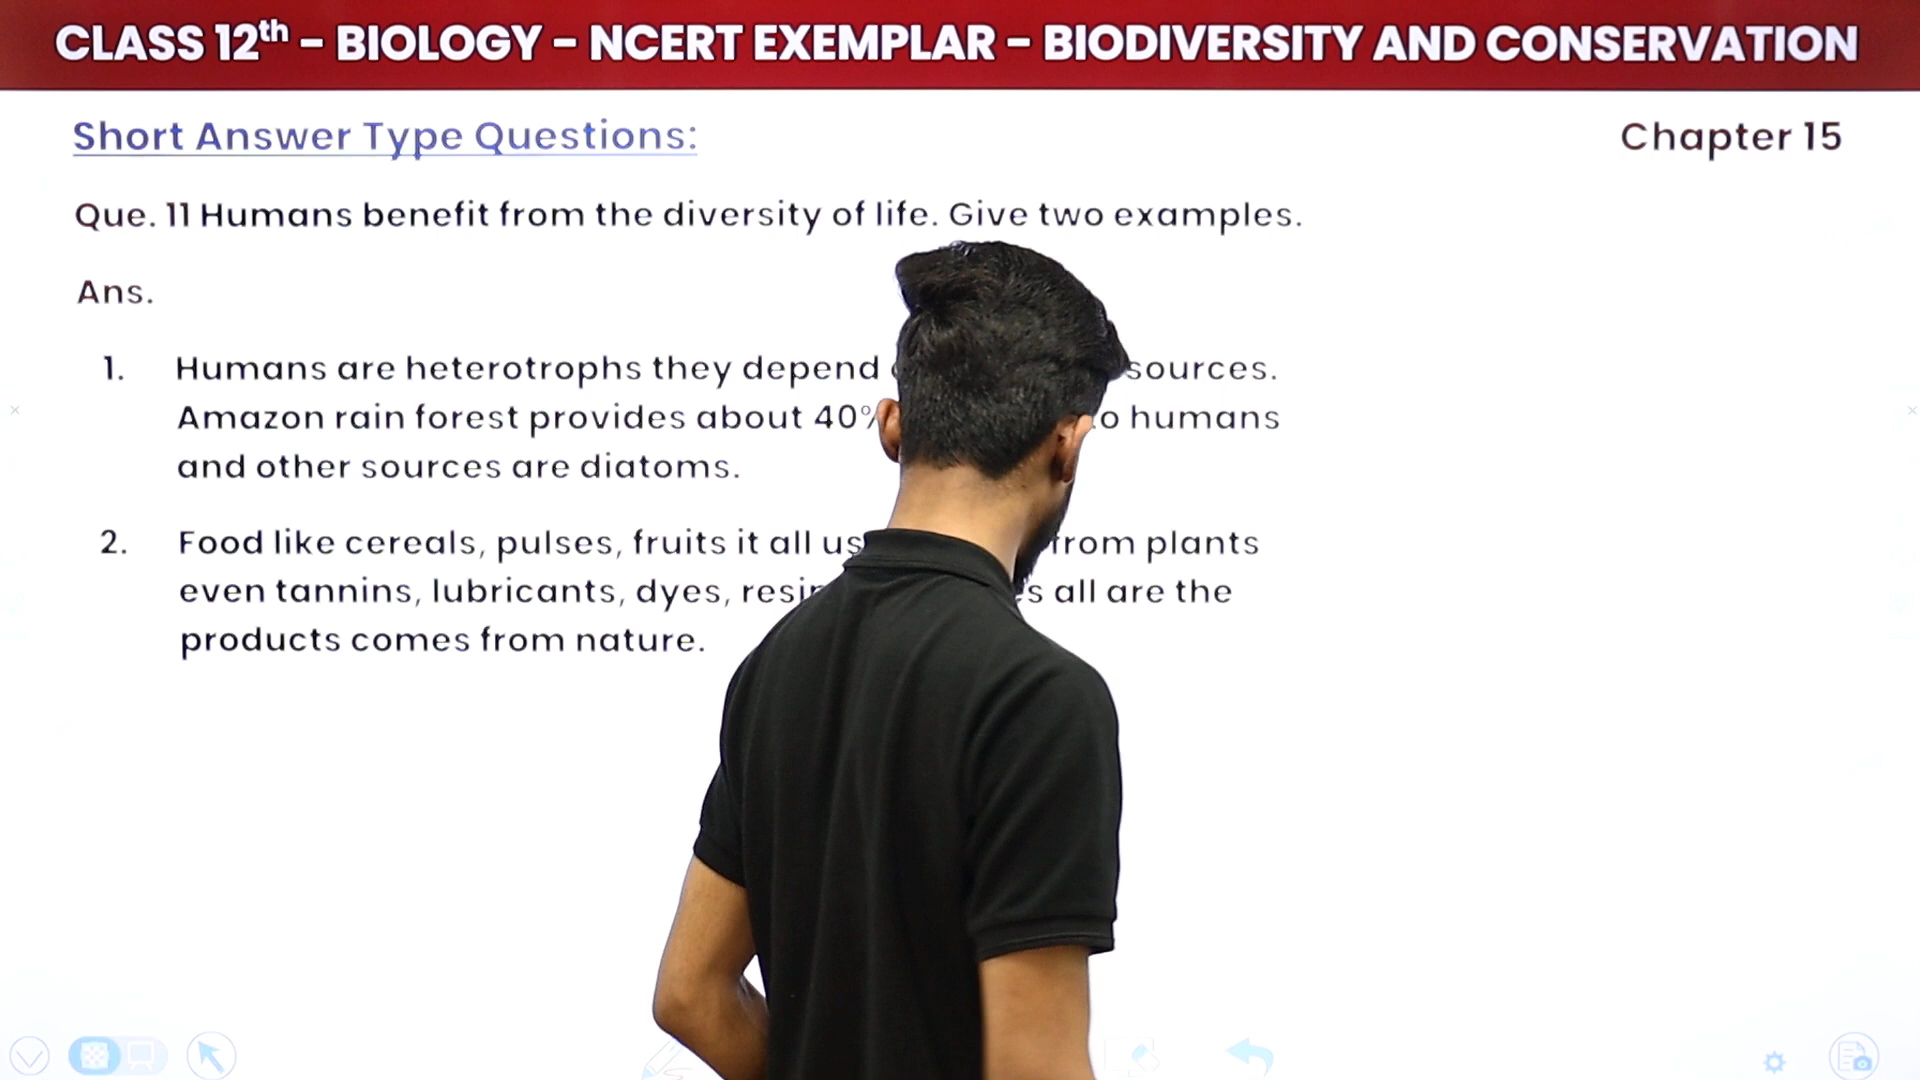 CLASS 12th - BIOLOGY - NCERT EXEMPLAR - BIODIVERSITY AND CONSERVATION
Short Answer Type Questions:
Chapter 15
Que. 11 Humans benefit from the diversity of life. Give two examples.
Ans.
1. Humans are heterotrophs they depend sources.
Amazon rain forest provides about 40% humans
and other sources are diatoms.
2. Food like cereals, pulses, fruits it all from plants
even tannins, lubricants, dyes, all are the
products comes from nature.